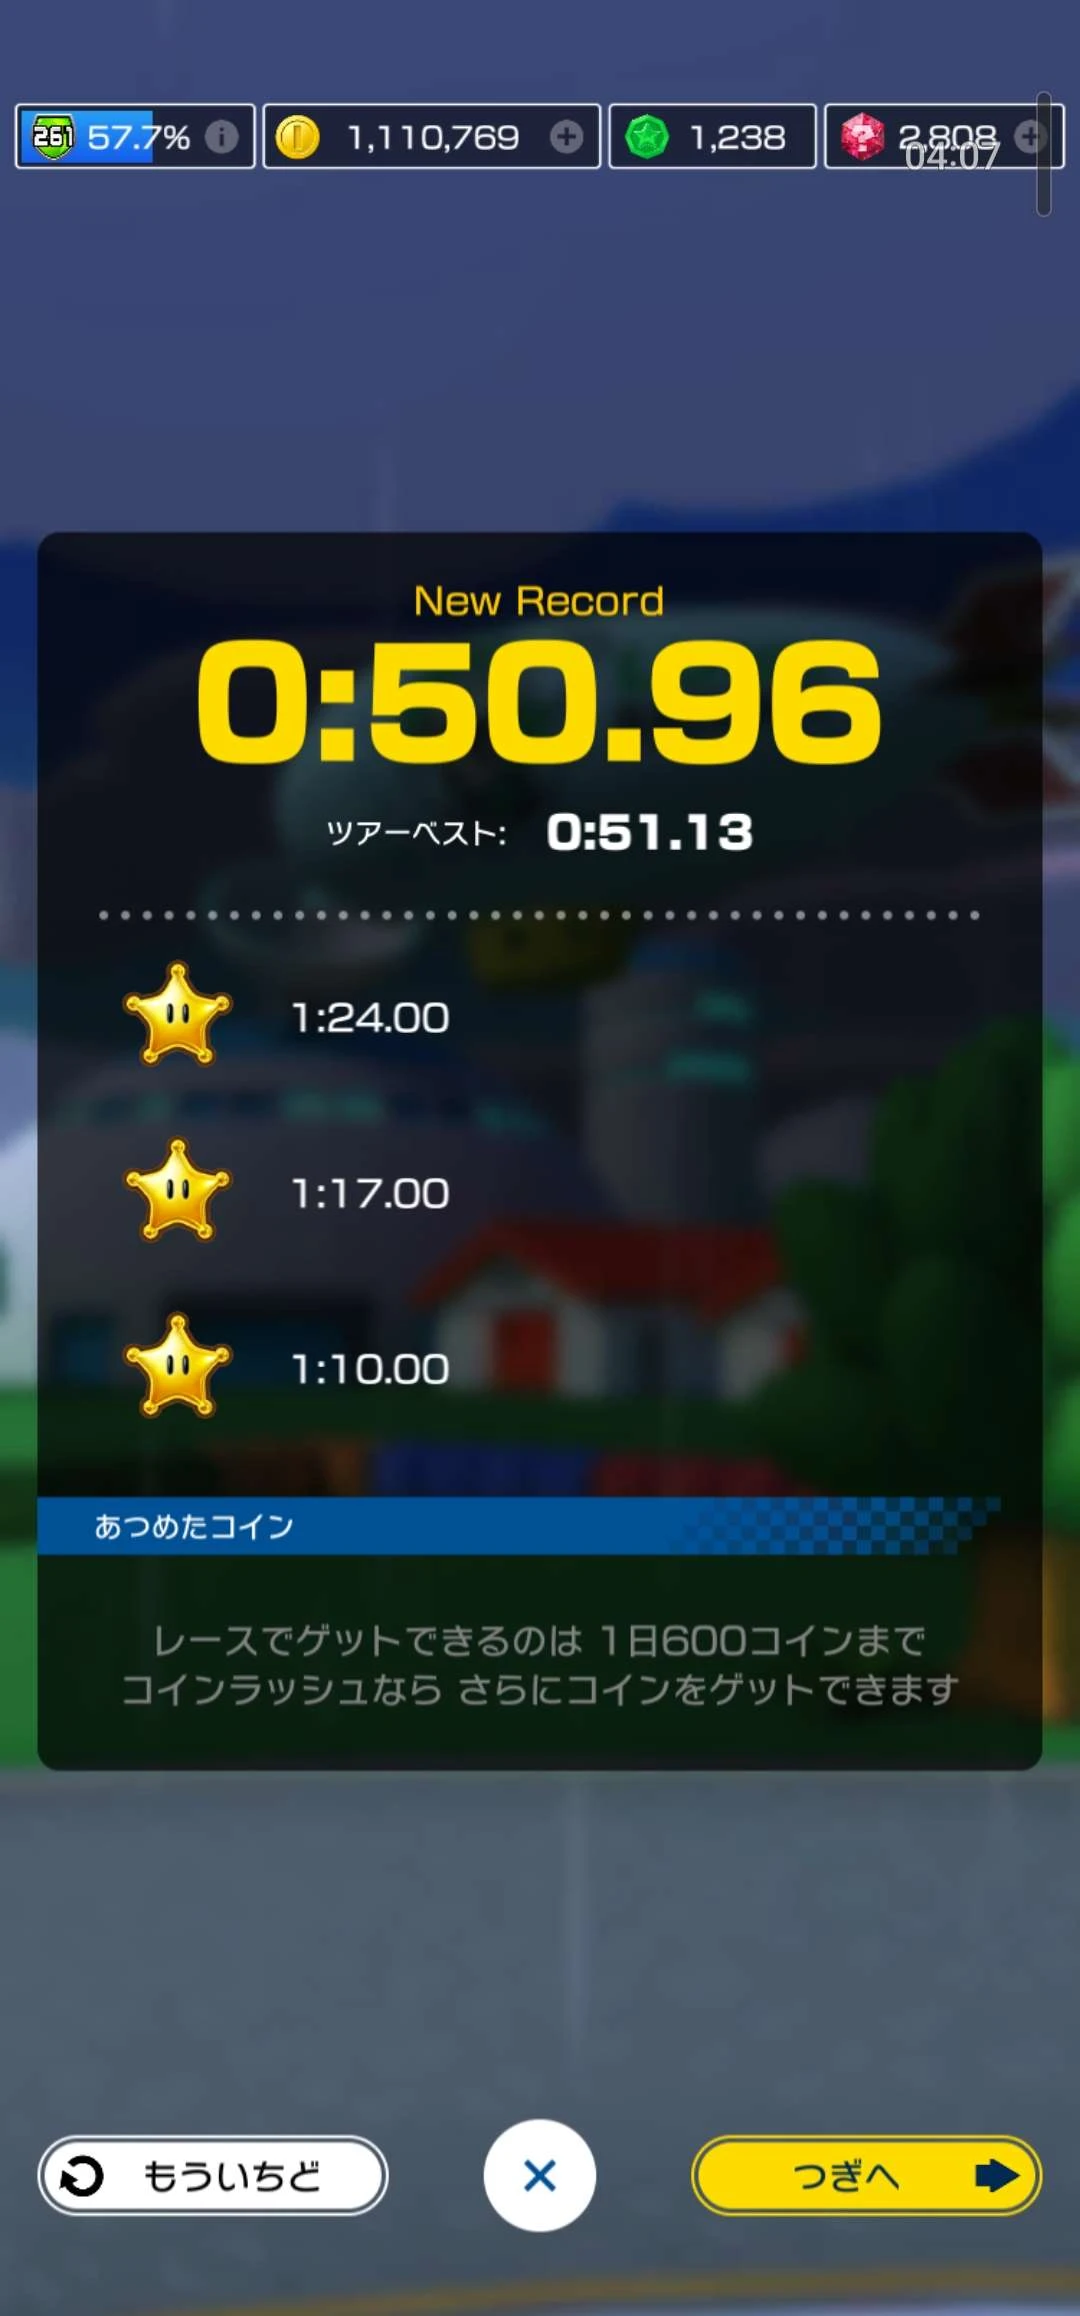 261 57.7% 1,110,769 1,238 2,808
04:07
New Record
0:50.96
ツアーベスト: 0:51.13
1:24.00
1:17.00
1:10.00
あつめたコイン
レースでゲットできるのは 1日600コインまで
コインラッシュなら さらにコインをゲットできます
もういちど
つぎへ